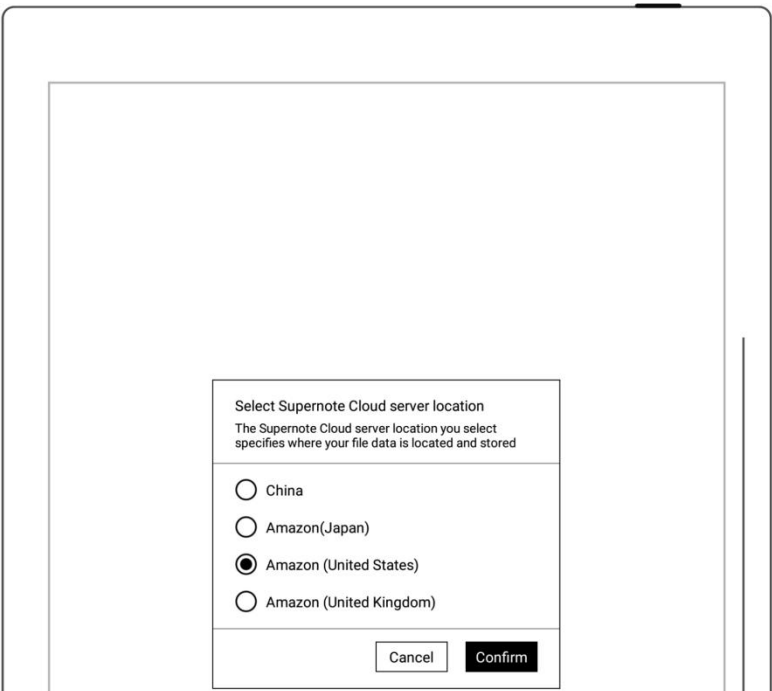 Select Supernote Cloud server location
The Supernote Cloud server location you select
specifies where your file data is located and stored
China
Amazon(Japan)
Amazon (United States)
Amazon (United Kingdom)
Cancel Confirm